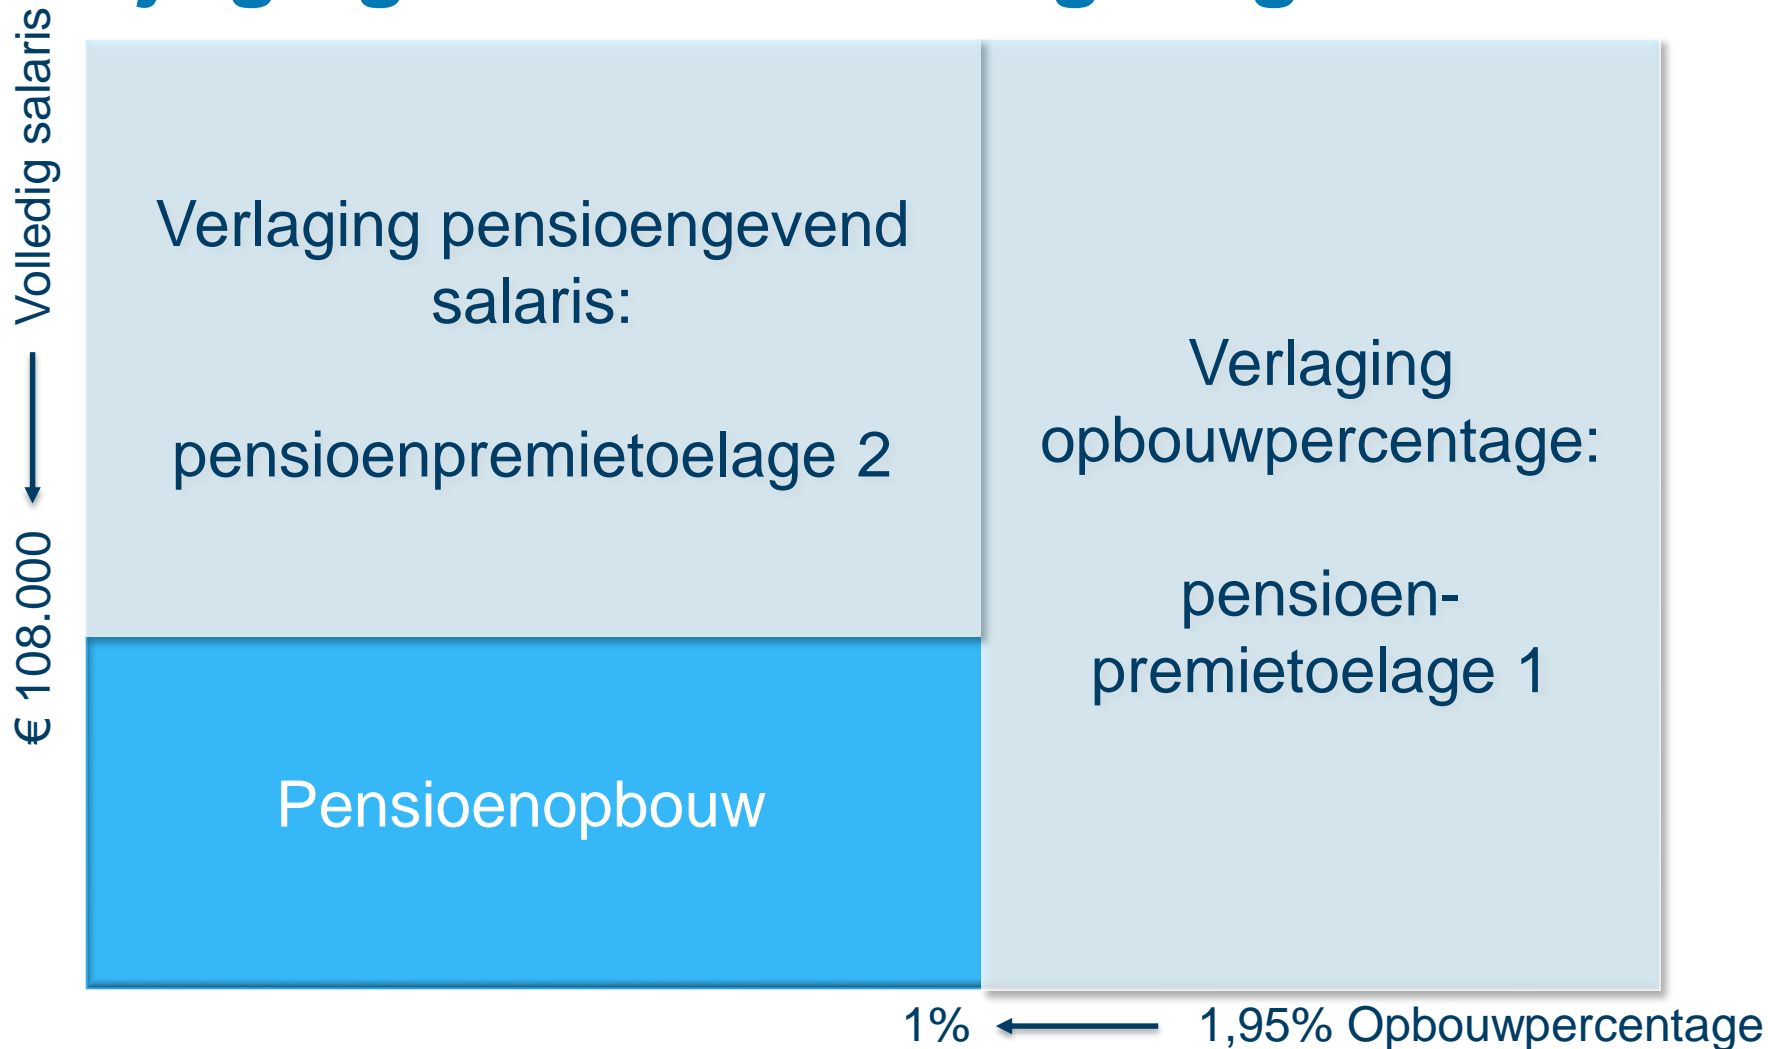 Volledig salaris
€ 108.000
Verlaging pensioengevend
salaris:
pensioenpremietoelage 2
Verlaging
opbouwpercentage:
pensioen-
premietoelage 1
Pensioenopbouw
1%
1,95% Opbouwpercentage